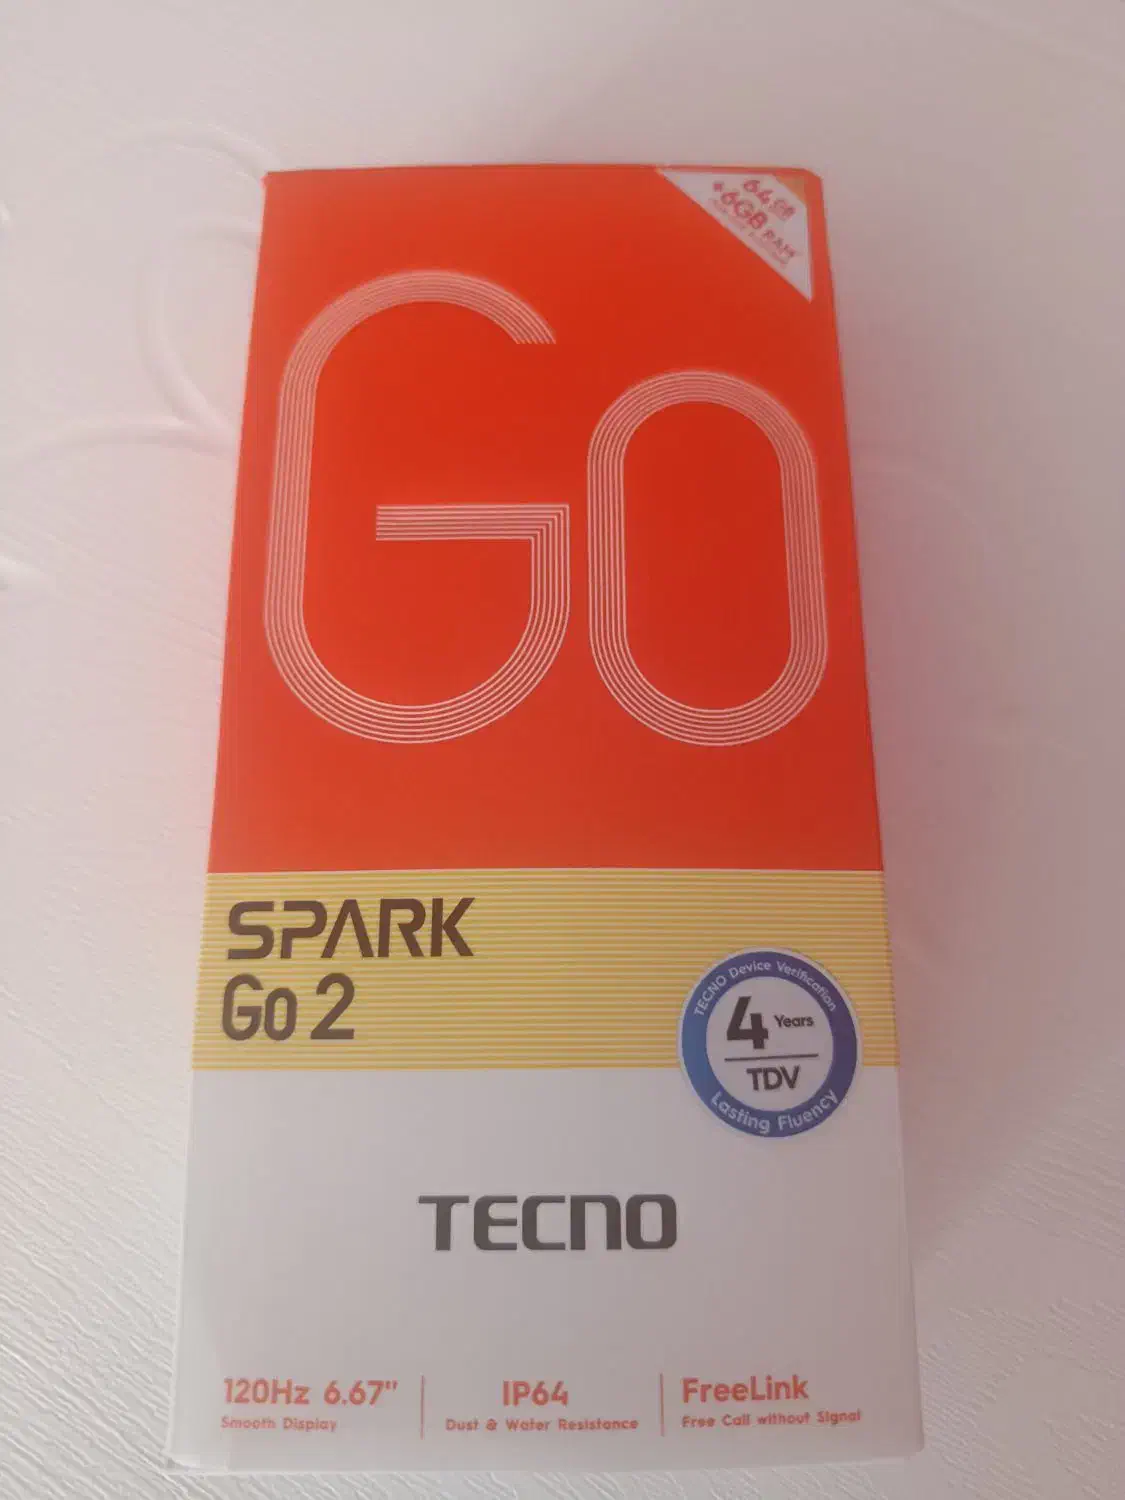 64GB
+6GB RAM*
Go
SPARK
Go 2
TECNO Device Verification
4 Years
TDV
Lasting Fluency
TECNO
120Hz 6.67"
Smooth Display
IP64
Dust & Water Resistance
FreeLink
Free Call without Signal